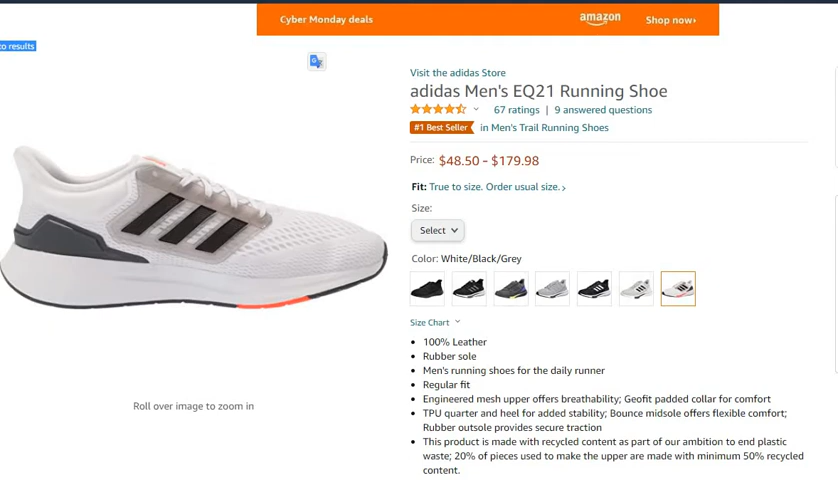 Cyber Monday deals
amazon
Shop now›
to results
Visit the adidas Store
adidas Men's EQ21 Running Shoe
67 ratings | 9 answered questions
#1 Best Seller in Men's Trail Running Shoes
Price: $48.50 - $179.98
Fit: True to size. Order usual size. ›
Size:
Select
Color: White/Black/Grey
Size Chart
• 100% Leather
• Rubber sole
• Men's running shoes for the daily runner
• Regular fit
• Engineered mesh upper offers breathability; Geofit padded collar for comfort
• TPU quarter and heel for added stability; Bounce midsole offers flexible comfort;
Rubber outsole provides secure traction
• This product is made with recycled content as part of our ambition to end plastic
waste; 20% of pieces used to make the upper are made with minimum 50% recycled
content.
Roll over image to zoom in